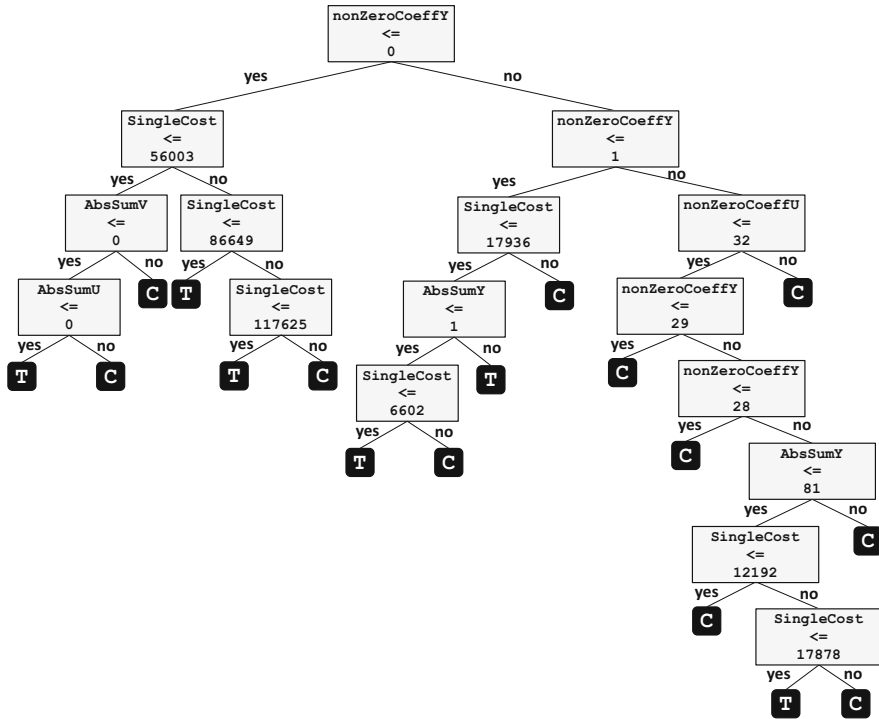 nonZeroCoeffY
<=
0
yes
no
SingleCost
<=
56003
nonZeroCoeffY
<=
1
yes
no
yes
no
AbsSumV
<=
0
SingleCost
<=
86649
SingleCost
<=
17936
nonZeroCoeffU
<=
32
yes
no
yes
no
yes
no
yes
no
AbsSumU
<=
0
C
T
SingleCost
<=
117625
AbsSumY
<=
1
C
nonZeroCoeffY
<=
29
C
yes
no
yes
no
yes
no
yes
no
T
C
T
C
SingleCost
<=
6602
T
C
nonZeroCoeffY
<=
28
yes
no
yes
no
T
C
C
AbsSumY
<=
81
yes
no
SingleCost
<=
12192
C
yes
no
C
SingleCost
<=
17878
yes
no
T
C